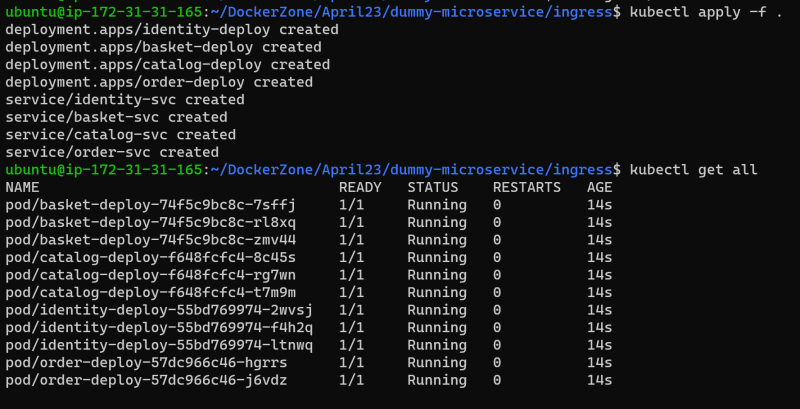 ubuntu@ip-172-31-31-165:~/DockerZone/April23/dummy-microservice/ingress$ kubectl apply -f .
deployment.apps/identity-deploy created
deployment.apps/basket-deploy created
deployment.apps/catalog-deploy created
deployment.apps/order-deploy created
service/identity-svc created
service/basket-svc created
service/catalog-svc created
service/order-svc created
ubuntu@ip-172-31-31-165:~/DockerZone/April23/dummy-microservice/ingress$ kubectl get all
NAME READY STATUS RESTARTS AGE
pod/basket-deploy-74f5c9bc8c-7sffj 1/1 Running 0 14s
pod/basket-deploy-74f5c9bc8c-rl8xq 1/1 Running 0 14s
pod/basket-deploy-74f5c9bc8c-zmv44 1/1 Running 0 14s
pod/catalog-deploy-f648fcfc4-8c45s 1/1 Running 0 14s
pod/catalog-deploy-f648fcfc4-rg7wn 1/1 Running 0 14s
pod/catalog-deploy-f648fcfc4-t7m9m 1/1 Running 0 14s
pod/identity-deploy-55bd769974-2wvsj 1/1 Running 0 14s
pod/identity-deploy-55bd769974-f4h2q 1/1 Running 0 14s
pod/identity-deploy-55bd769974-ltnwq 1/1 Running 0 14s
pod/order-deploy-57dc966c46-hgrrs 1/1 Running 0 14s
pod/order-deploy-57dc966c46-j6vdz 1/1 Running 0 14s